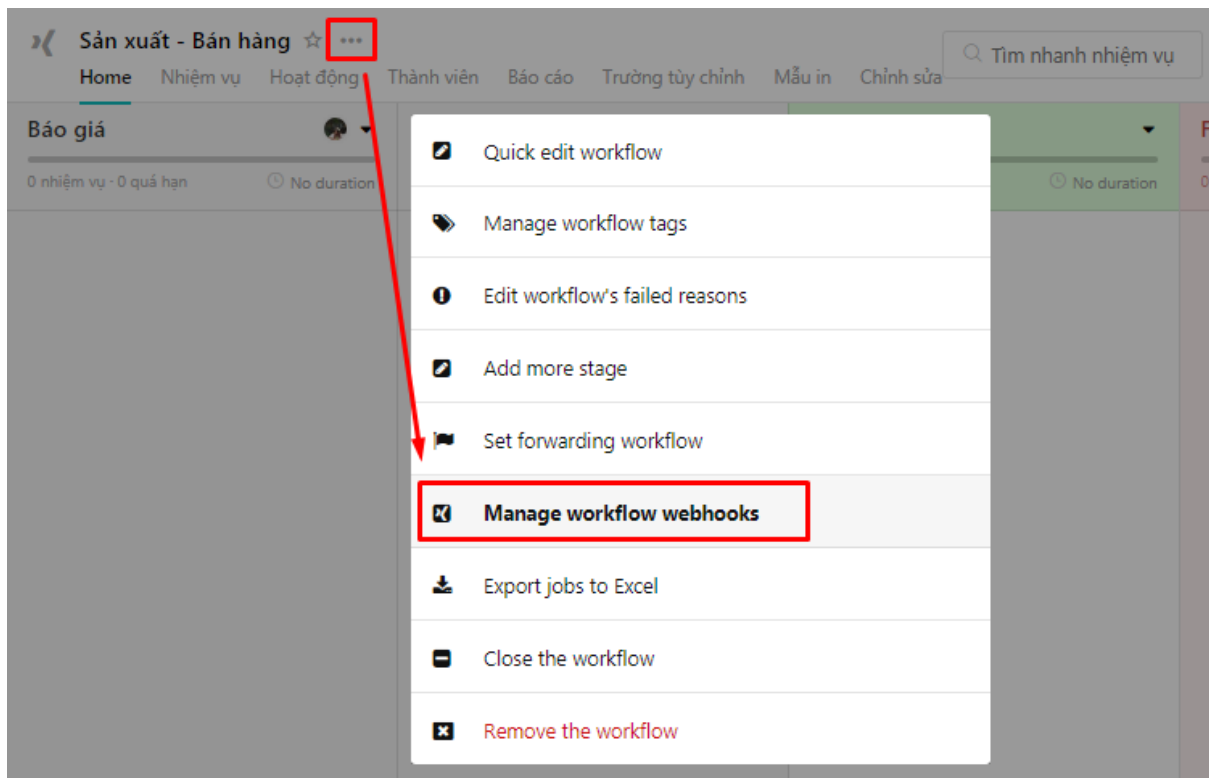 Sản xuất - Bán hàng
Tìm nhanh nhiệm vụ
Home Nhiệm vụ Hoạt động Thành viên Báo cáo Trường tùy chỉnh Mẫu in Chỉnh sửa
Báo giá
0 nhiệm vụ · 0 quá hạn No duration
No duration
0
Quick edit workflow
Manage workflow tags
Edit workflow's failed reasons
Add more stage
Set forwarding workflow
Manage workflow webhooks
Export jobs to Excel
Close the workflow
Remove the workflow